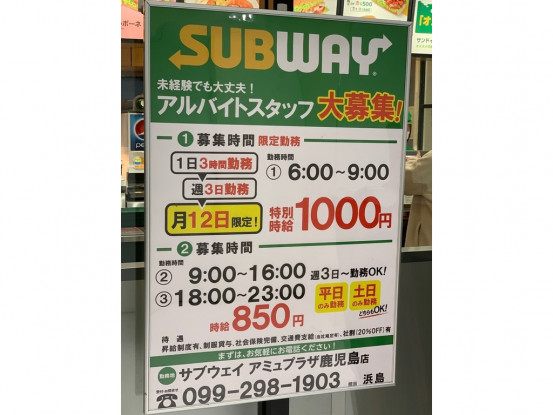 SUBWAY
未経験でも大丈夫！
アルバイトスタッフ 大募集！
① 募集時間 限定勤務
1日3時間勤務
週3日勤務
月12日限定！
勤務時間
① 6:00〜9:00
特別時給 1000円
② 募集時間
勤務時間
② 9:00〜16:00 週3日〜勤務OK！
③ 18:00〜23:00
平日のみ勤務 土日のみ勤務
どちらもOK！
時給 850円
待遇
昇給制度有、制服貸与、社会保険完備、交通費支給、社割(20%OFF)有
まずは、お気軽にお電話ください！
勤務地 サブウェイ アミュプラザ鹿児島店
受付・お問合せ
099-298-1903 浜島